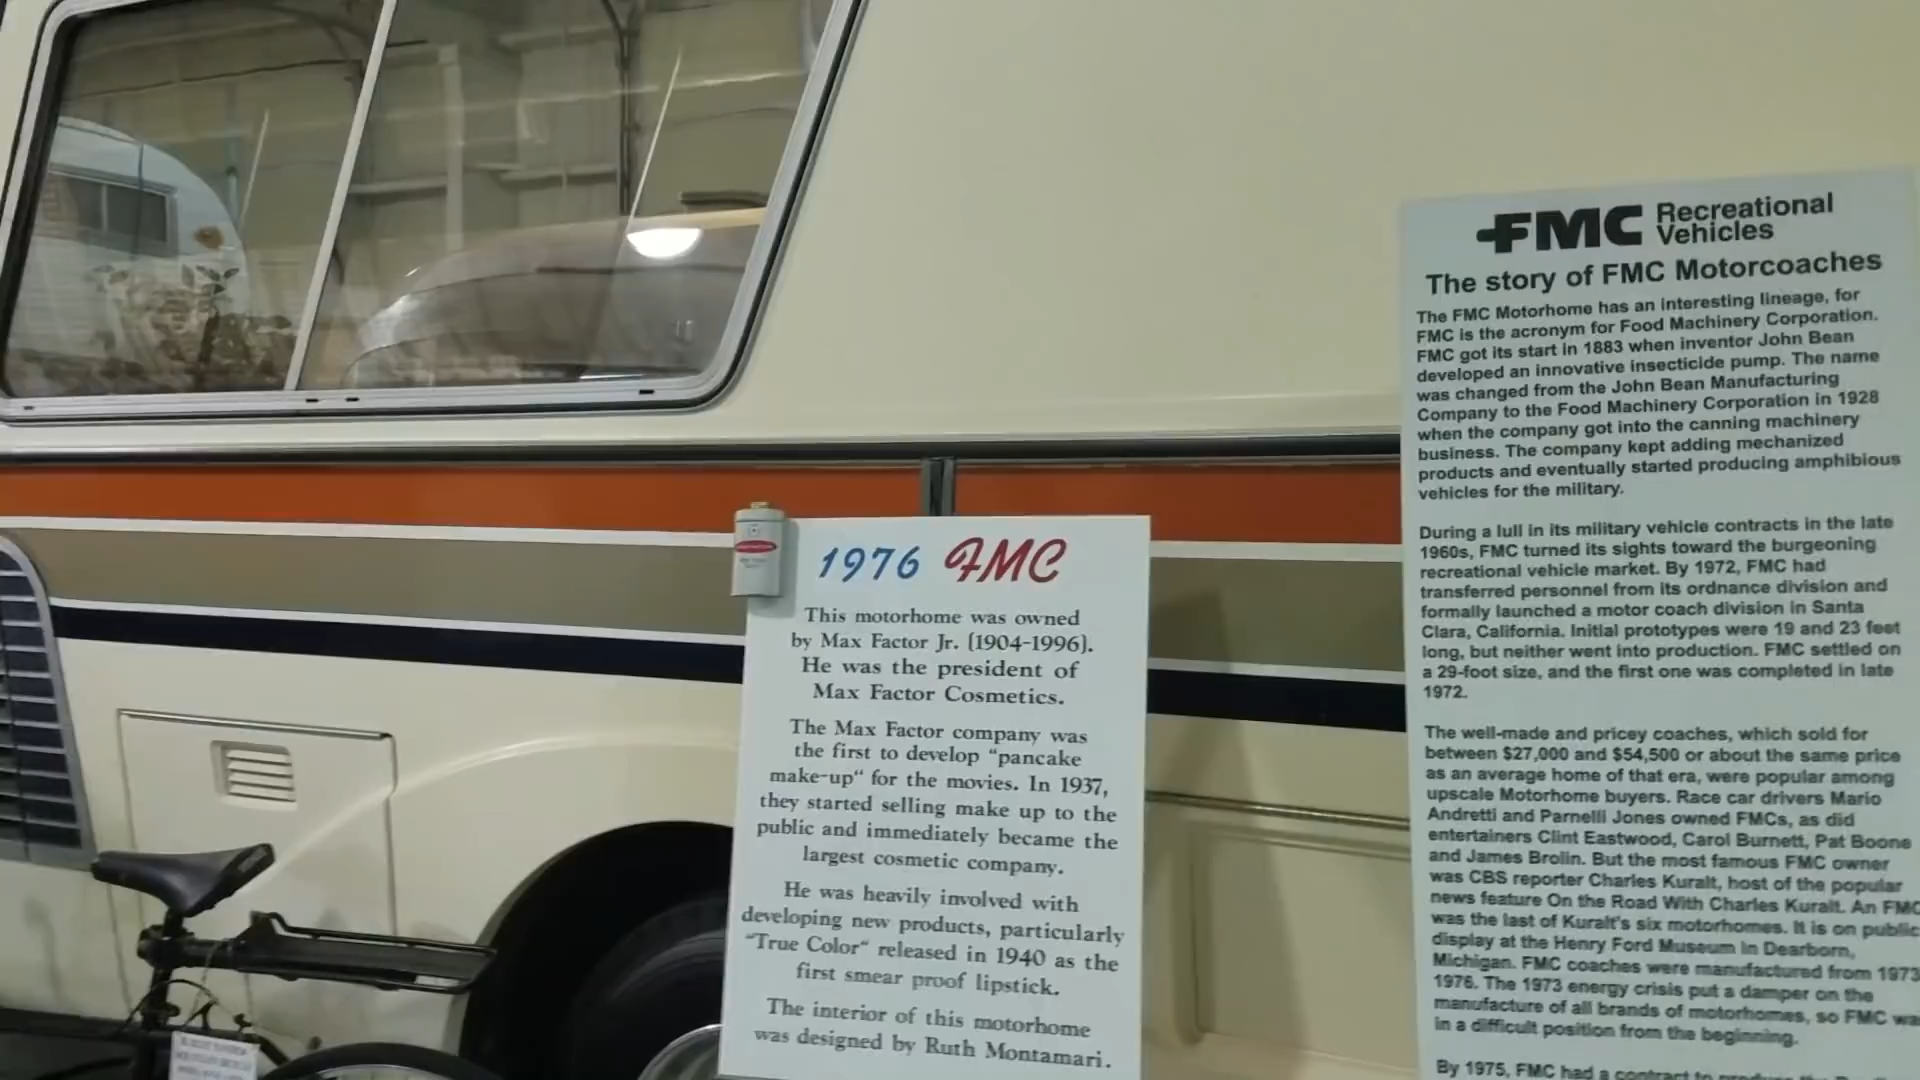 1976 FMC
This motorhome was owned
by Max Factor Jr. (1904-1996).
He was the president of
Max Factor Cosmetics.
The Max Factor company was
the first to develop "pancake
make-up" for the movies. In 1937,
they started selling make up to the
public and immediately became the
largest cosmetic company.
He was heavily involved with
developing new products, particularly
"True Color" released in 1940 as the
first smear proof lipstick.
The interior of this motorhome
was designed by Ruth Montamari.
FMC Recreational
Vehicles
The story of FMC Motorcoaches
The FMC Motorhome has an interesting lineage, for
FMC is the acronym for Food Machinery Corporation.
FMC got its start in 1883 when inventor John Bean
developed an innovative insecticide pump. The name
was changed from the John Bean Manufacturing
Company to the Food Machinery Corporation in 1928
when the company got into the canning machinery
business. The company kept adding mechanized
products and eventually started producing amphibious
vehicles for the military.
During a lull in its military vehicle contracts in the late
1960s, FMC turned its sights toward the burgeoning
recreational vehicle market. By 1972, FMC had
transferred personnel from its ordnance division and
formally launched a motor coach division in Santa
Clara, California. Initial prototypes were 19 and 23 feet
long, but neither went into production. FMC settled on
a 29-foot size, and the first one was completed in late
1972.
The well-made and pricey coaches, which sold for
between $27,000 and $54,500 or about the same price
as an average home of that era, were popular among
upscale Motorhome buyers. Race car drivers Mario
Andretti and Parnelli Jones owned FMCs, as did
entertainers Clint Eastwood, Carol Burnett, Pat Boone
and James Brolin. But the most famous FMC owner
was CBS reporter Charles Kuralt, host of the popular
news feature On the Road With Charles Kuralt. An FMC
was the last of Kuralt's six motorhomes. It is on public
display at the Henry Ford Museum in Dearborn,
Michigan. FMC coaches were manufactured from 1973
1976. The 1973 energy crisis put a damper on the
manufacture of all brands of motorhomes, so FMC wa
in a difficult position from the beginning.
By 1975, FMC had a contract to produce the